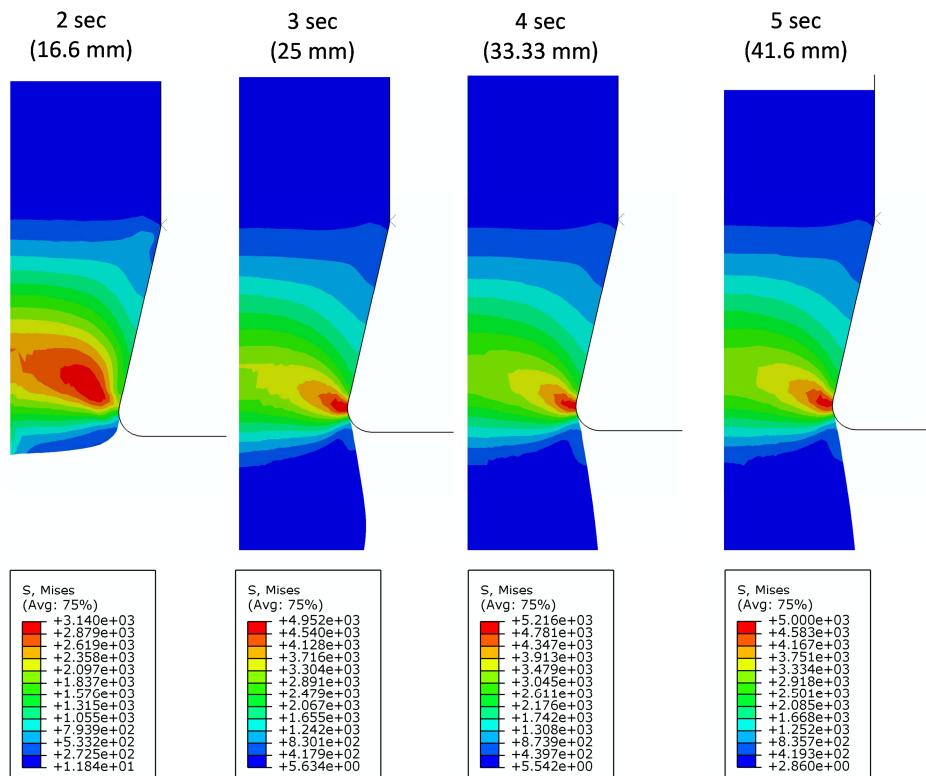 2 sec
(16.6 mm)
3 sec
(25 mm)
4 sec
(33.33 mm)
5 sec
(41.6 mm)
S, Mises
(Avg: 75%)
+3.140e+03
+2.879e+03
+2.619e+03
+2.358e+03
+2.097e+03
+1.837e+03
+1.576e+03
+1.315e+03
+1.055e+03
+7.939e+02
+5.332e+02
+2.725e+02
+1.184e+01
S, Mises
(Avg: 75%)
+4.952e+03
+4.540e+03
+4.128e+03
+3.716e+03
+3.304e+03
+2.891e+03
+2.479e+03
+2.067e+03
+1.655e+03
+1.242e+03
+8.301e+02
+4.179e+02
+5.634e+00
S, Mises
(Avg: 75%)
+5.216e+03
+4.781e+03
+4.347e+03
+3.913e+03
+3.479e+03
+3.045e+03
+2.611e+03
+2.176e+03
+1.742e+03
+1.308e+03
+8.739e+02
+4.397e+02
+5.542e+00
S, Mises
(Avg: 75%)
+5.000e+03
+4.583e+03
+4.167e+03
+3.751e+03
+3.334e+03
+2.918e+03
+2.501e+03
+2.085e+03
+1.668e+03
+1.252e+03
+8.357e+02
+4.193e+02
+2.860e+00